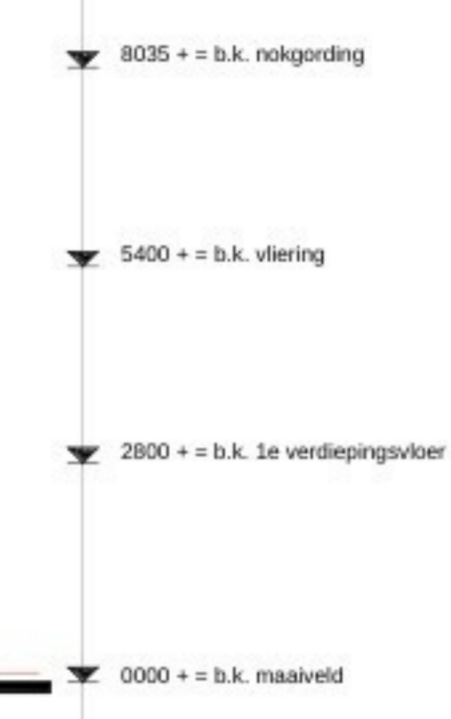 8035 + = b.k. nokgording
5400 + = b.k. vliering
2800 + = b.k. 1e verdiepingsvloer
0000 + = b.k. maaiveld